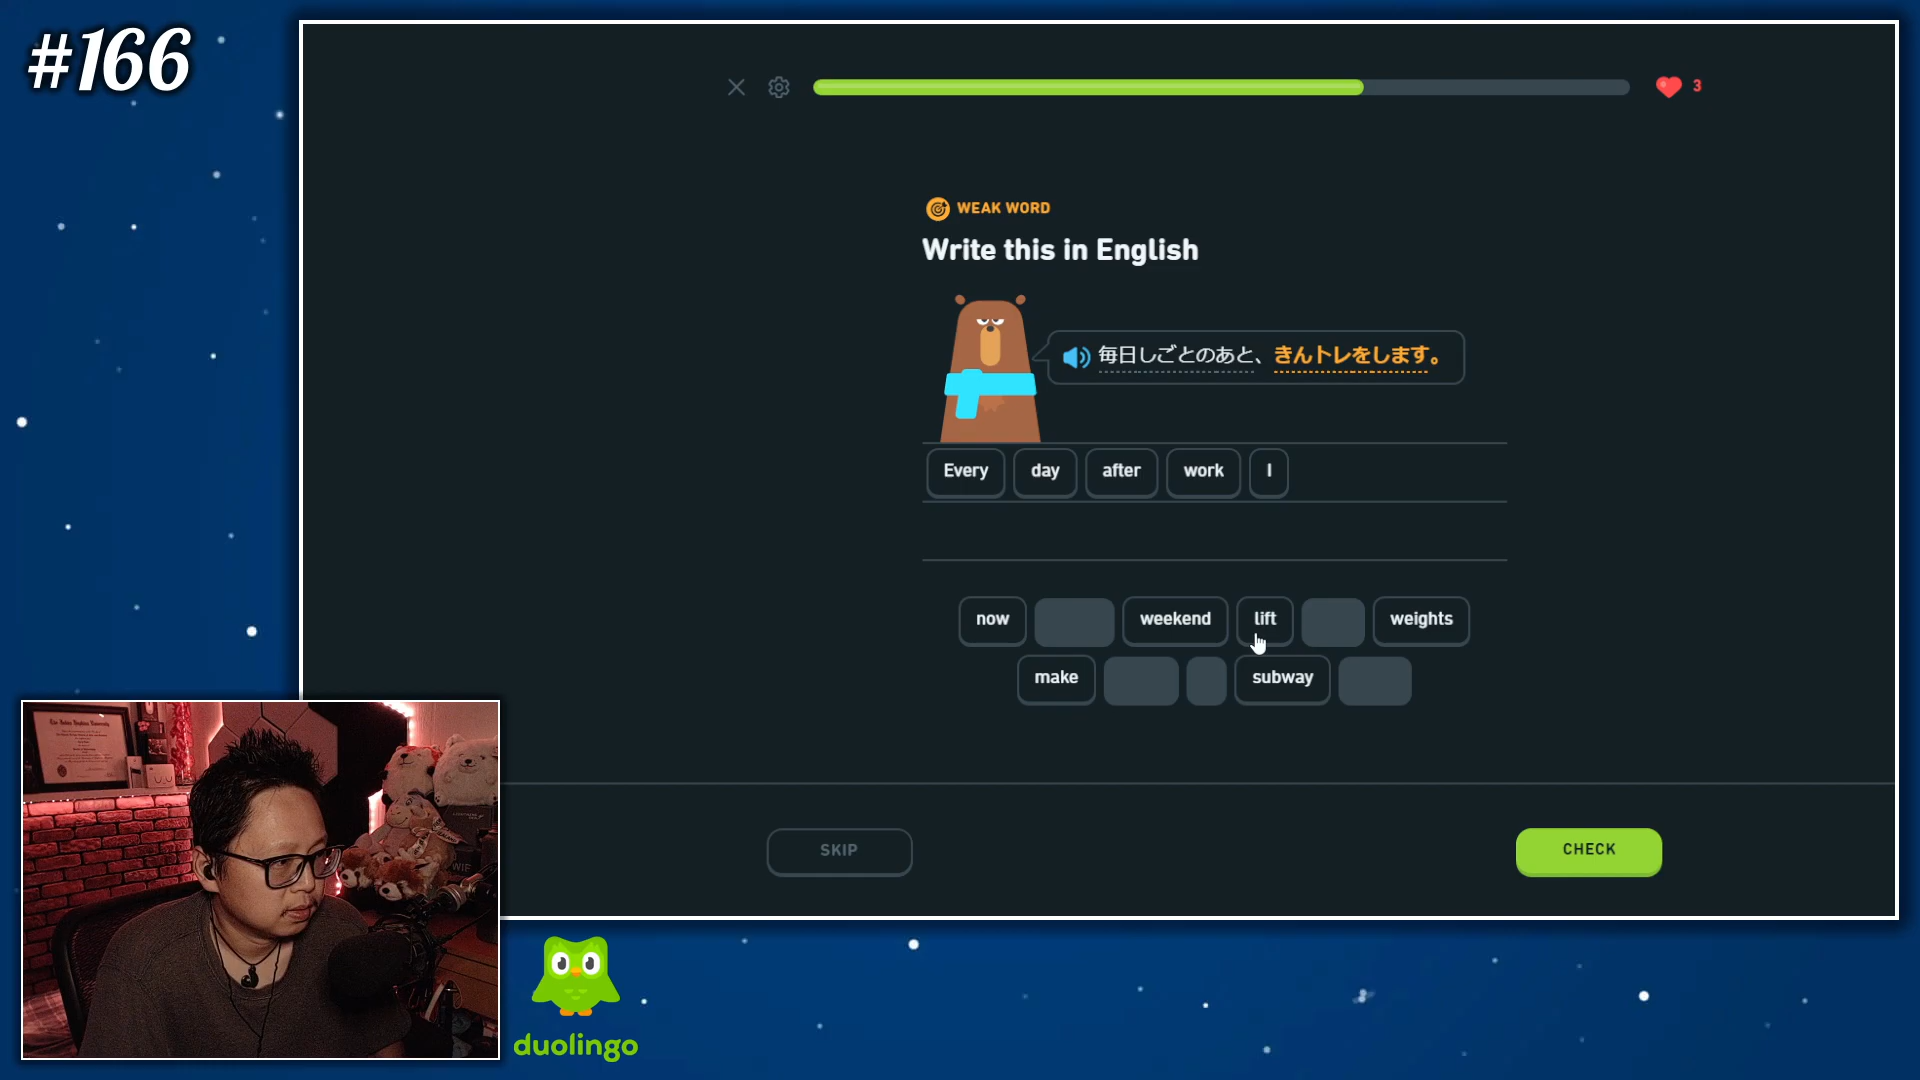 #166
3
WEAK WORD
Write this in English
毎日しごとのあと、きんトレをします。
Every day after work I
now weekend lift weights
make subway
SKIP
CHECK
duolingo